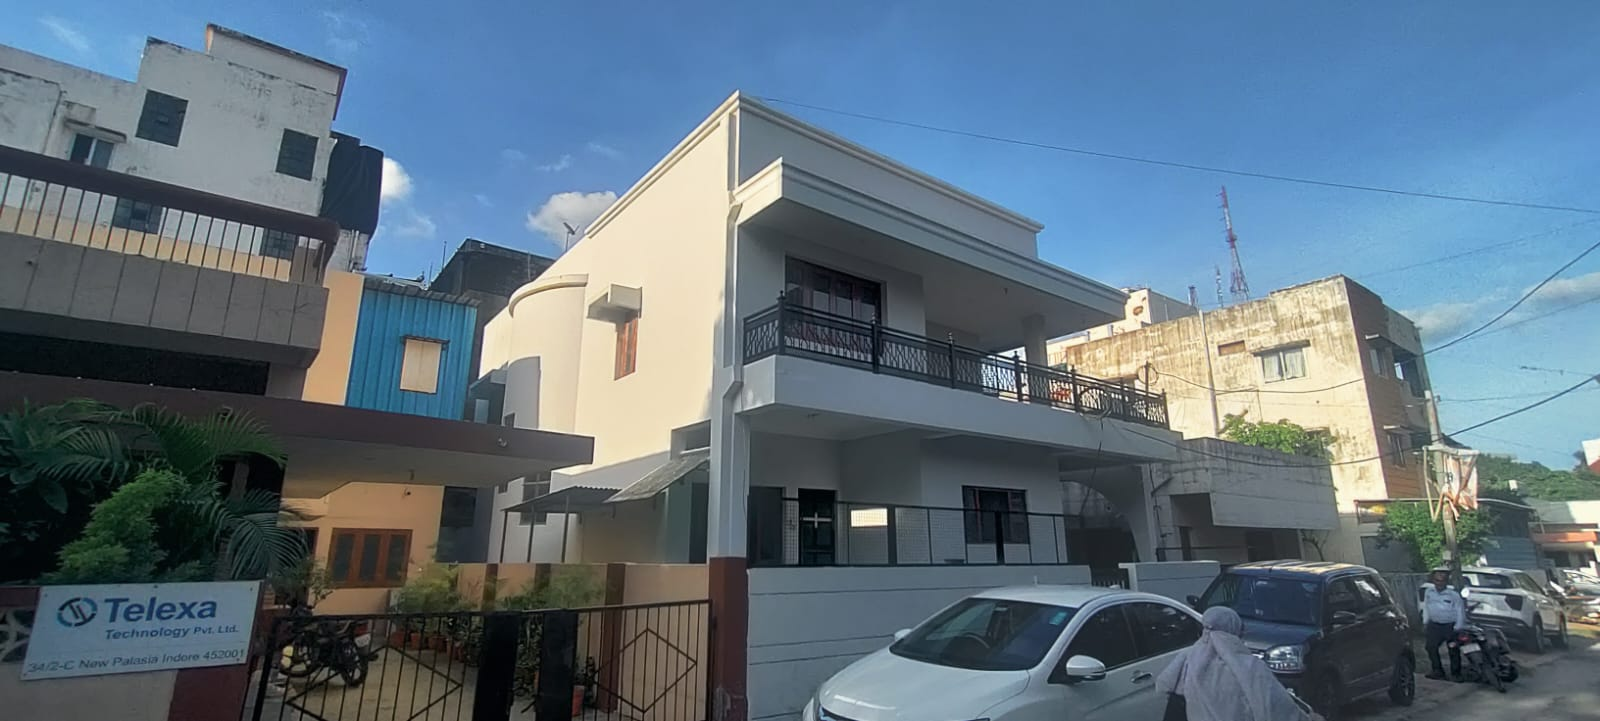 Telexa
Technology Pvt. Ltd.
34/2-C New Palasia Indore 452001